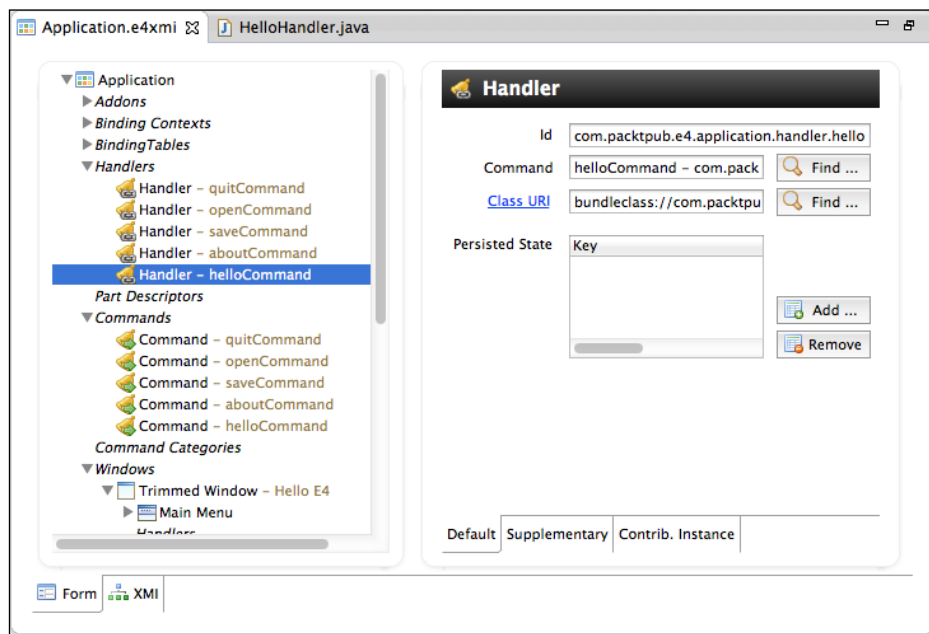 Application.e4xmi HelloHandler.java
Application
Addons
Binding Contexts
BindingTables
Handlers
Handler – quitCommand
Handler – openCommand
Handler – saveCommand
Handler – aboutCommand
Handler – helloCommand
Part Descriptors
Commands
Command – quitCommand
Command – openCommand
Command – saveCommand
Command – aboutCommand
Command – helloCommand
Command Categories
Windows
Trimmed Window – Hello E4
Main Menu
Handlers
Handler
Id com.packtpub.e4.application.handler.hello
Command helloCommand – com.pack Find ...
Class URI bundleclass://com.packtpu Find ...
Persisted State Key
Add ...
Remove
Default Supplementary Contrib. Instance
Form XMI